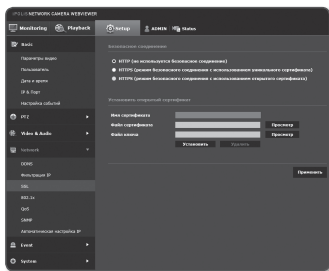 iPOLiS NETWORK CAMERA WEBVIEWER
Monitoring
Playback
Setup
ADMIN
Status
Basic
Параметры видео
Пользователь
Дата и время
IP & Порт
Настройка событий
PTZ
Video & Audio
Network
DDNS
Фильтрация IP
SSL
802.1x
QoS
SNMP
Автоматическая настройка IP
Event
System
Безопасное соединение
HTTP (не используется безопасное соединение)
HTTPS (режим безопасного соединения с использованием уникального сертификата)
HTTPS (режим безопасного соединения с использованием открытого сертификата)
Установить открытый сертификат
Имя сертификата
Файл сертификата
Просмотр
Файл ключа
Просмотр
Установить
Удалить
Применить